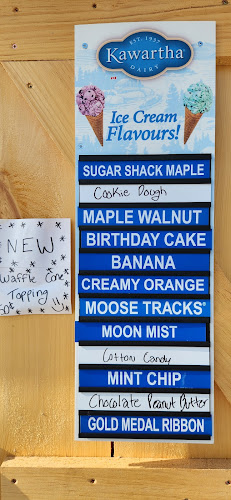 EST. 1937
Kawartha®
DAIRY
Ice Cream
Flavours!
SUGAR SHACK MAPLE
Cookie Dough
MAPLE WALNUT
BIRTHDAY CAKE
BANANA
CREAMY ORANGE
MOOSE TRACKS®
MOON MIST
Cotton Candy
MINT CHIP
Chocolate Peanut Butter
GOLD MEDAL RIBBON
NEW
Waffle Cone
Topping
50¢